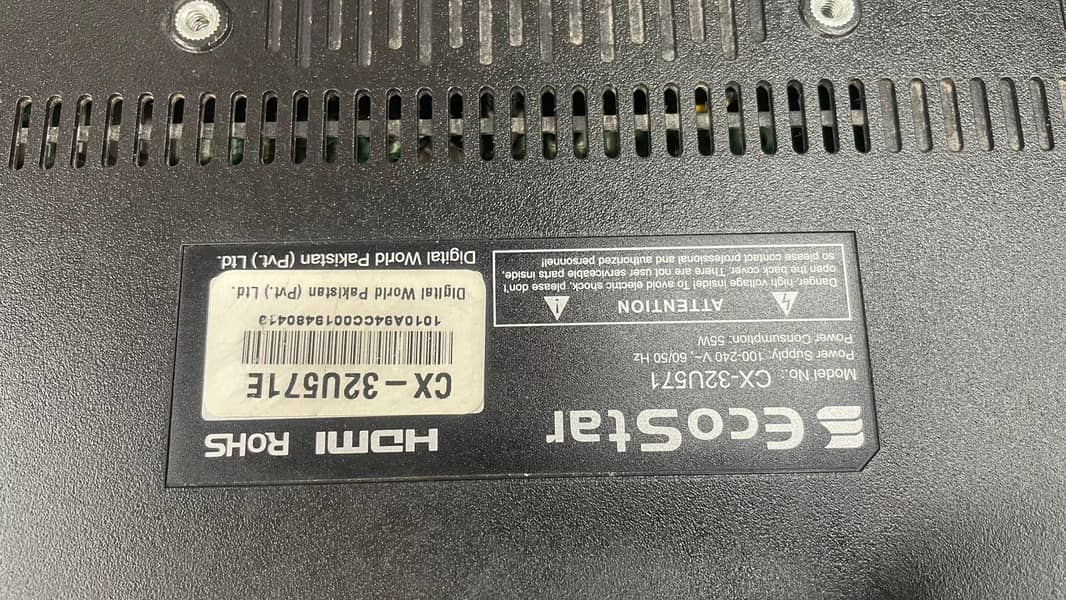 EcoStar
Model No.: CX-32U571
Power Supply: 100-240 V~, 60/50 Hz
Power Consumption: 55W
ATTENTION
Danger, high voltage inside! To avoid electric shock, please don't
open the back cover. There are not user serviceable parts inside,
so please contact professional and authorized personnel!
HDMI RoHS
CX-32U571E
1010A94CC0019480413
Digital World Pakistan (Pvt.) Ltd.
Digital World Pakistan (Pvt.) Ltd.